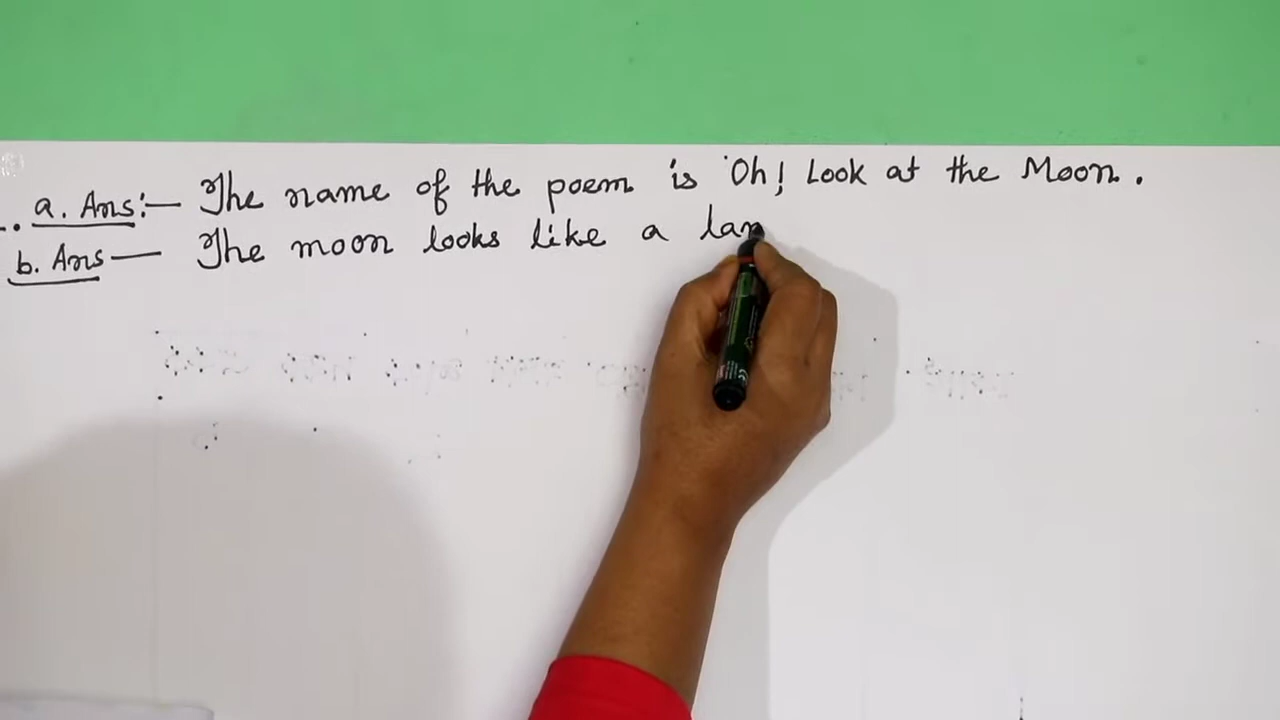 a. Ans:— The name of the poem is 'Oh! Look at the Moon.
b. Ans— The moon looks like a